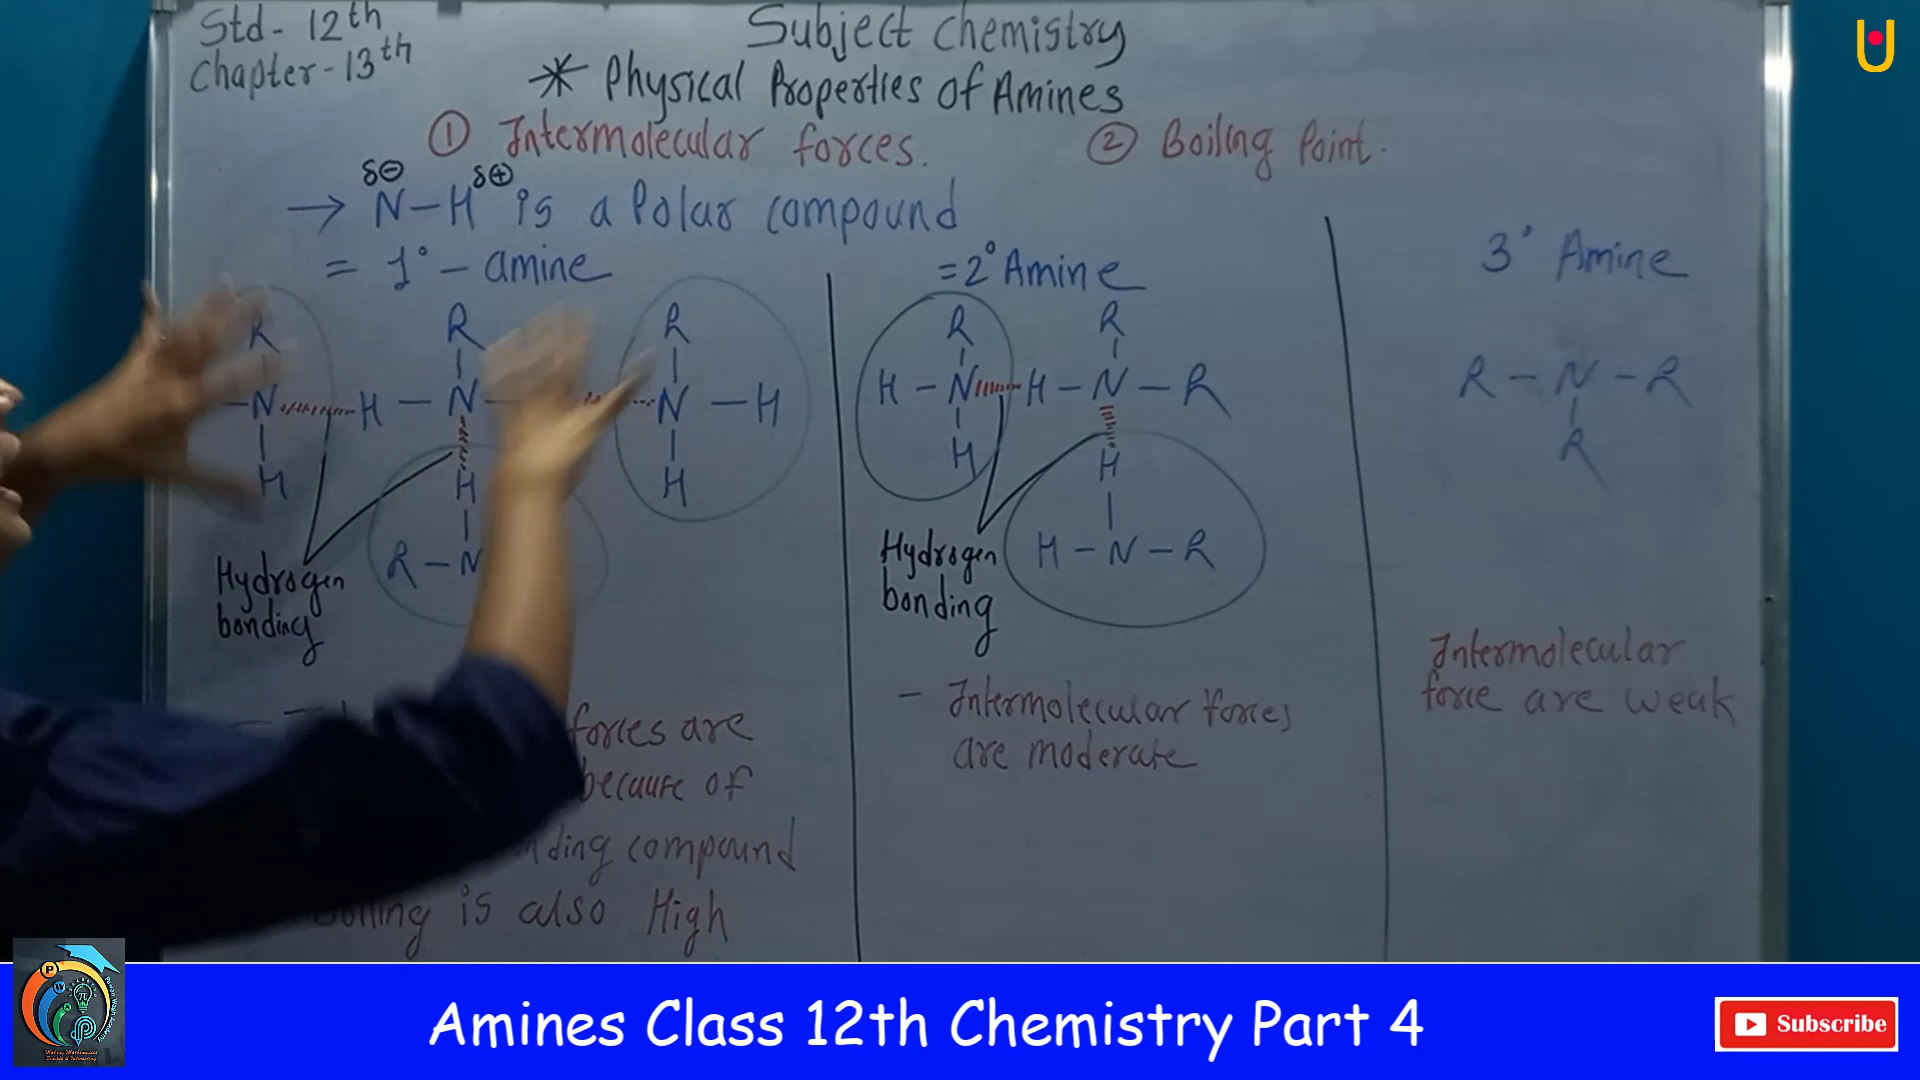 Std - 12th
Chapter - 13th
Subject Chemistry
* Physical Properties of Amines
① Intermolecular forces.
② Boiling Point.
δ⊖ δ⊕
→ N-H is a Polar compound
= 1° - amine
R R R
-N H - N - N - H
H H H
R - N
Hydrogen
bonding
forces are
because of
compound
Boiling is also High
= 2° Amine
R R
H - N H - N - R
H H
H - N - R
Hydrogen
bonding
- Intermolecular forces
are moderate
3° Amine
R - N - R
R
Intermolecular
force are weak
Amines Class 12th Chemistry Part 4
Subscribe